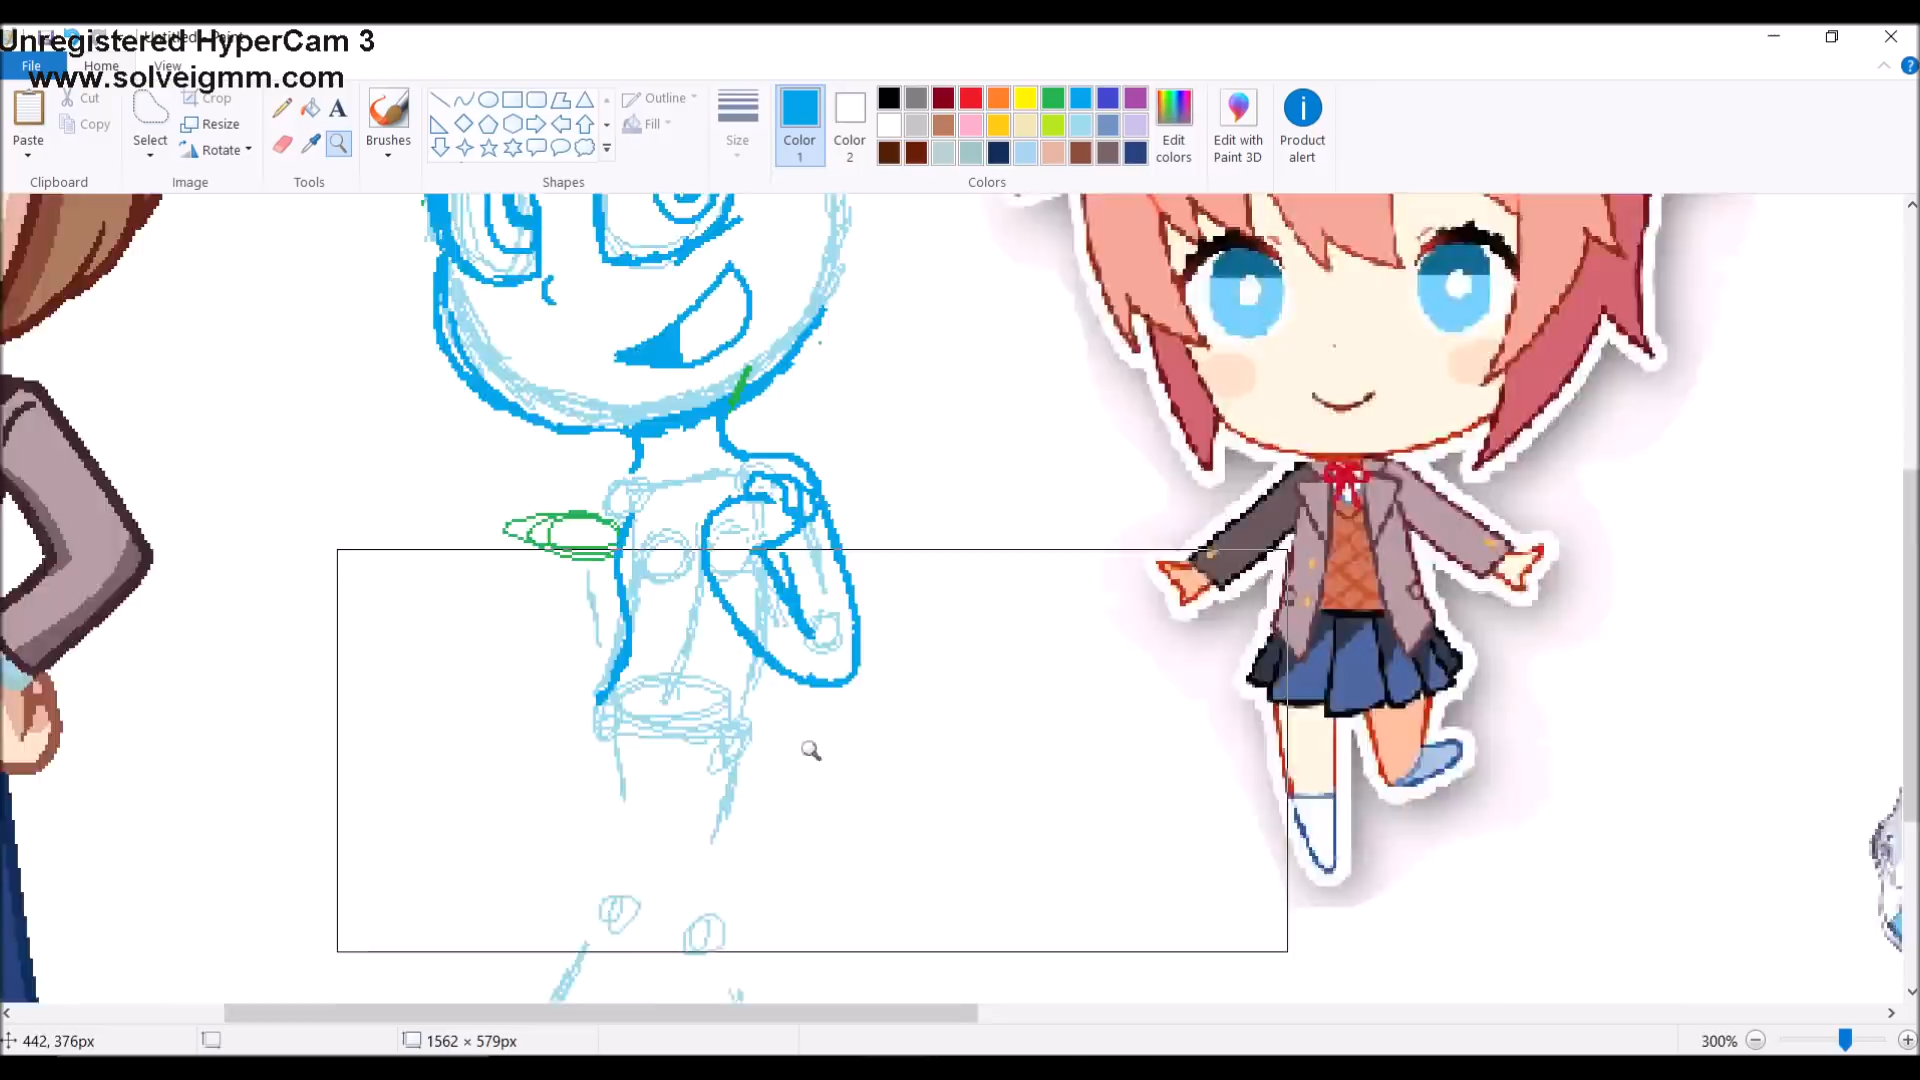 Unregistered HyperCam 3
www.solveigmm.com
Untitled - Paint
File
Home
View
Paste
Cut
Copy
Clipboard
Select
Crop
Resize
Rotate
Image
A
Tools
Brushes
Shapes
Outline
Fill
Size
Color
1
Color
2
Edit
colors
Colors
Edit with
Paint 3D
Product
alert
442, 376px
1562 × 579px
300%